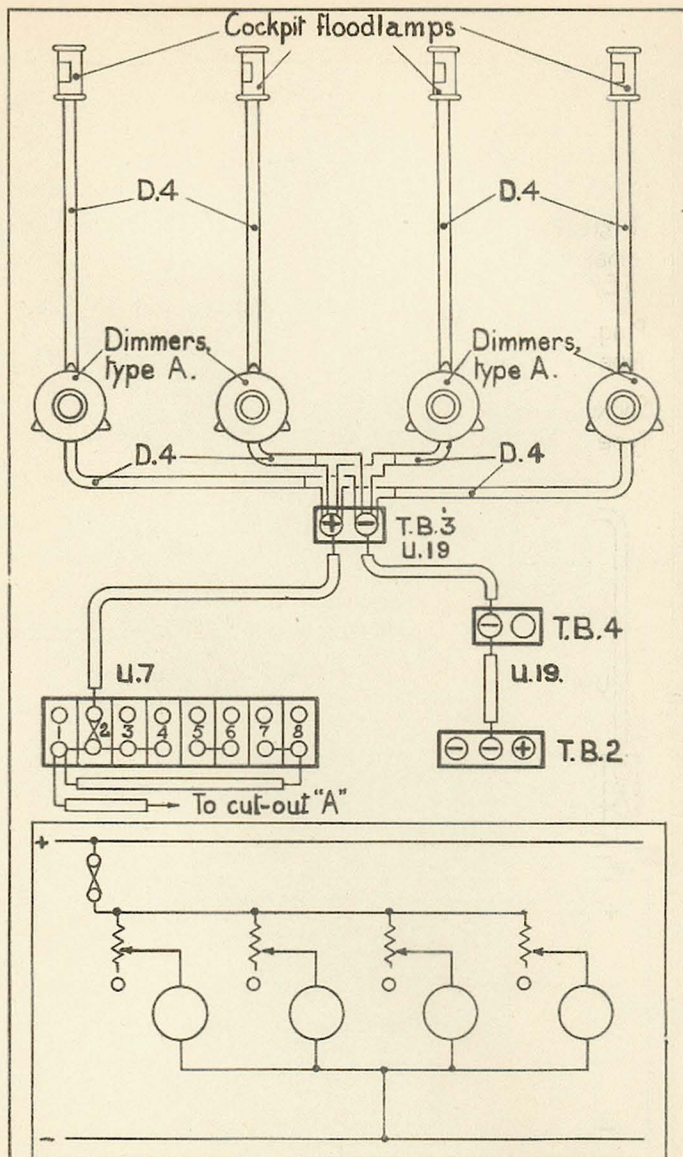 Cockpit floodlamps
D.4 D.4
Dimmers, type A.
Dimmers, type A.
D.4 D.4
+ − T.B.3
U.19
− T.B.4
U.7 U.19.
1 2 3 4 5 6 7 8
− − + T.B.2
To cut-out "A"
+
−